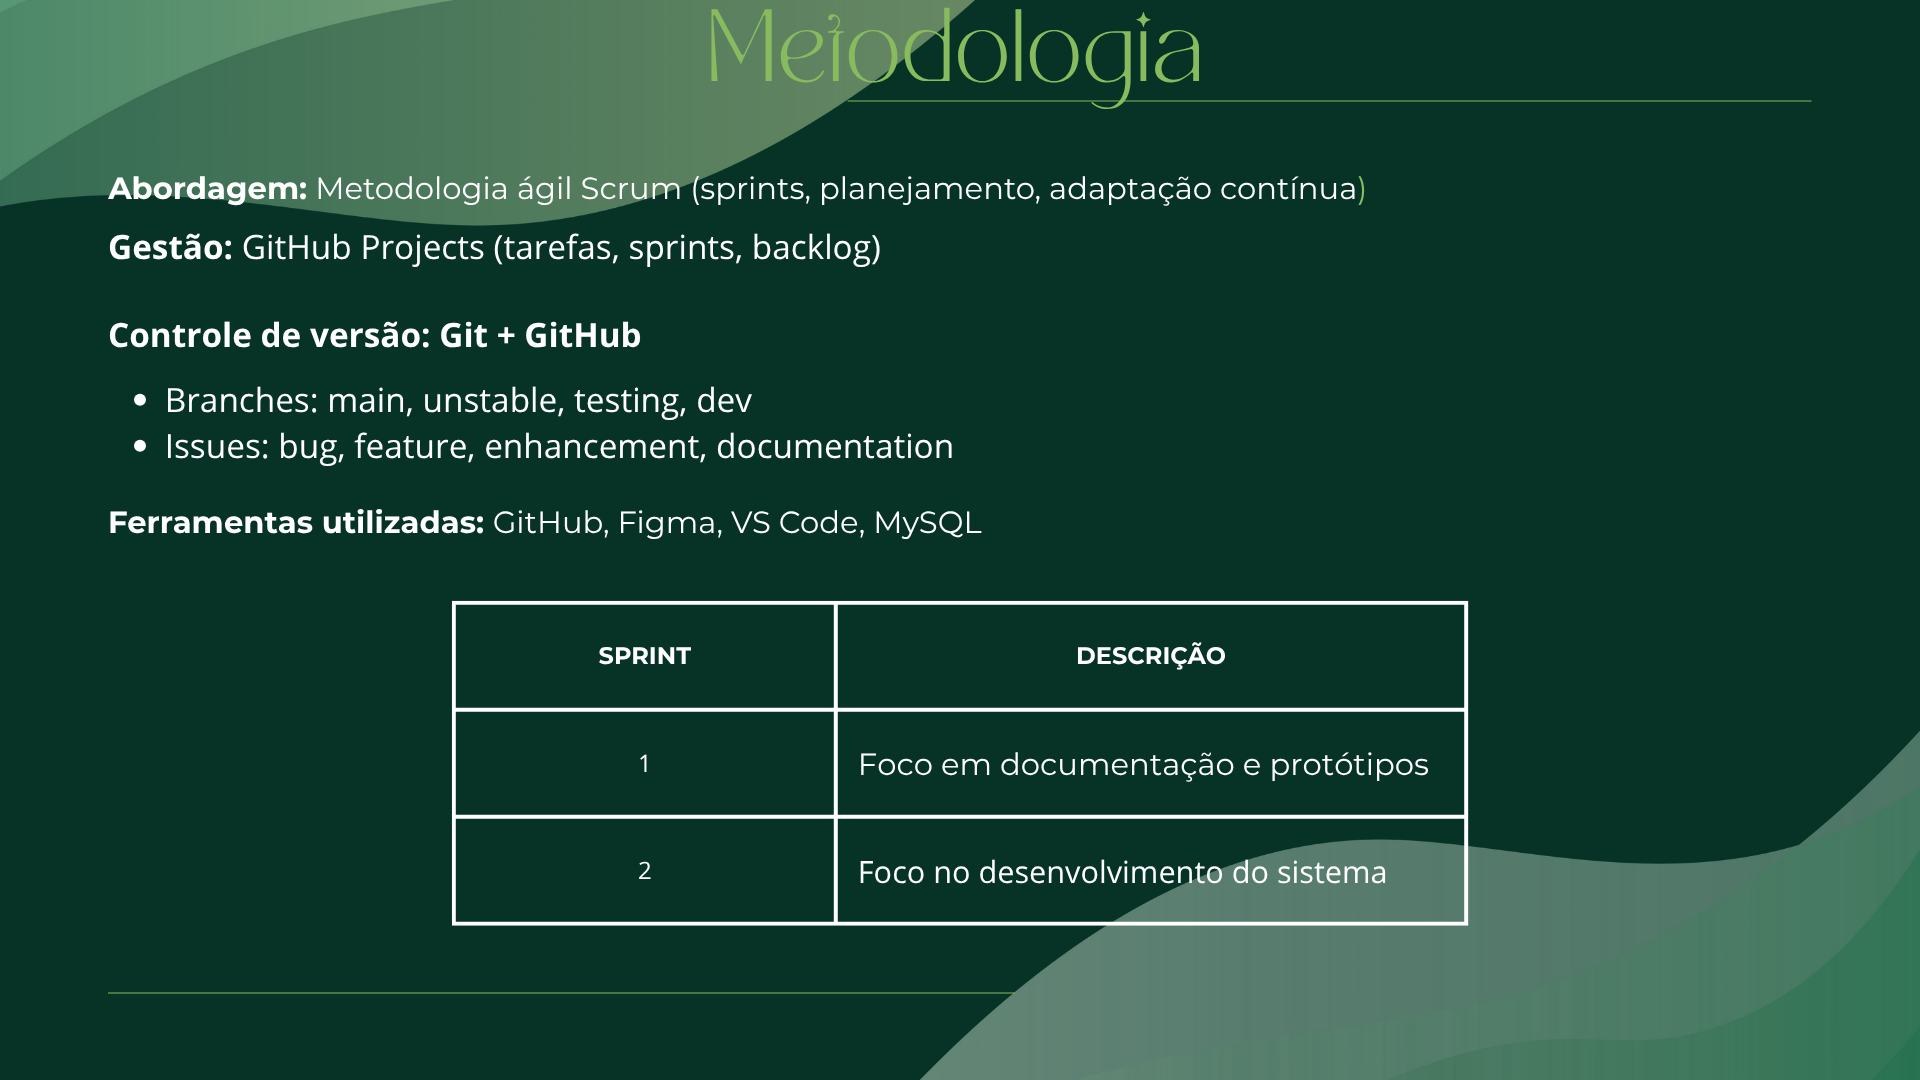 Metodologia
Abordagem: Metodologia ágil Scrum (sprints, planejamento, adaptação contínua)
Gestão: GitHub Projects (tarefas, sprints, backlog)
Controle de versão: Git + GitHub
• Branches: main, unstable, testing, dev
• Issues: bug, feature, enhancement, documentation
Ferramentas utilizadas: GitHub, Figma, VS Code, MySQL
SPRINT DESCRIÇÃO
1 Foco em documentação e protótipos
2 Foco no desenvolvimento do sistema